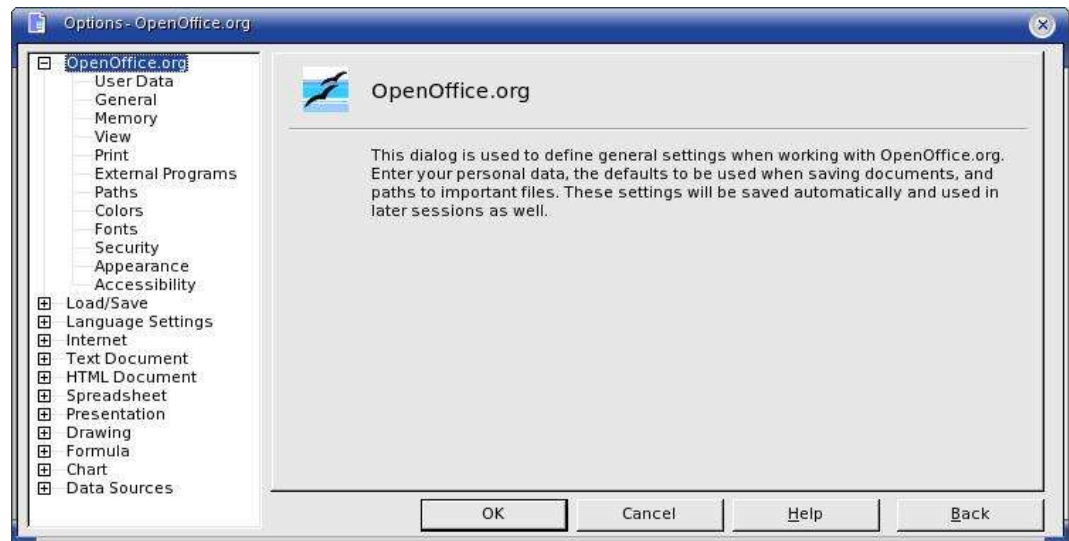 Options - OpenOffice.org
OpenOffice.org
User Data
General
Memory
View
Print
External Programs
Paths
Colors
Fonts
Security
Appearance
Accessibility
Load/Save
Language Settings
Internet
Text Document
HTML Document
Spreadsheet
Presentation
Drawing
Formula
Chart
Data Sources
OpenOffice.org
This dialog is used to define general settings when working with OpenOffice.org.
Enter your personal data, the defaults to be used when saving documents, and
paths to important files. These settings will be saved automatically and used in
later sessions as well.
OK Cancel Help Back